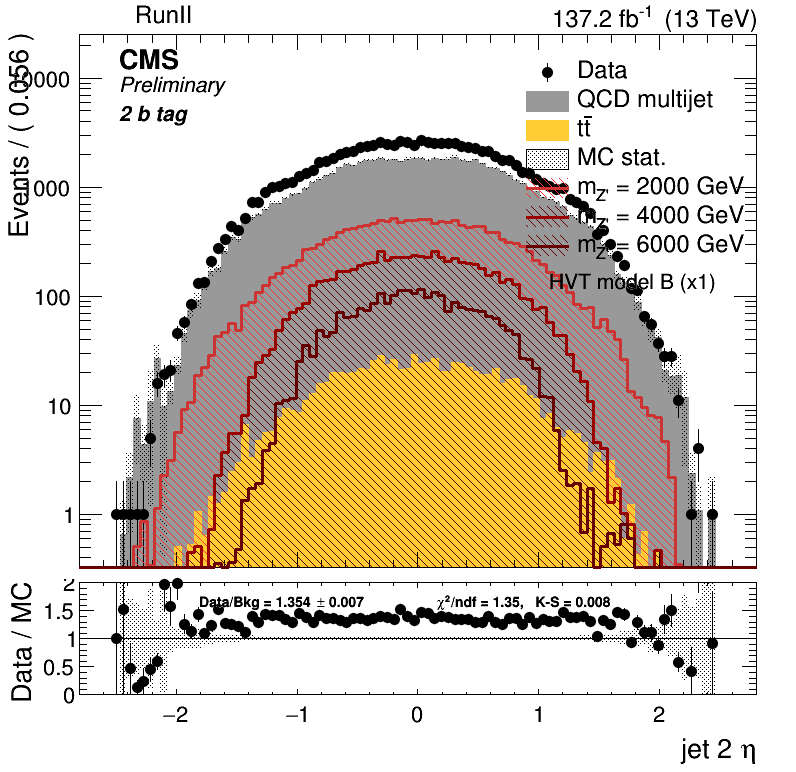 RunII
137.2 fb⁻¹ (13 TeV)
CMS
Preliminary
2 b tag
Data
QCD multijet
tt̄
MC stat.
m_Z' = 2000 GeV
m_Z' = 4000 GeV
m_Z' = 6000 GeV
HVT model B (x1)
Events / ( 0.056 )
10000
1000
100
10
1
Data/Bkg = 1.354 ± 0.007
χ²/ndf = 1.35, K-S = 0.008
Data / MC
2
1.5
1
0.5
0
−2
−1
0
1
2
jet 2 η